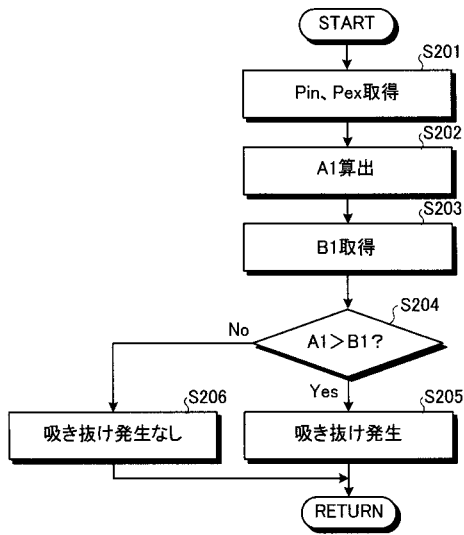 START
S201
Pin、Pex取得
S202
A1算出
S203
B1取得
S204
A1＞B1？
No
Yes
S206
吸き抜け発生なし
S205
吸き抜け発生
RETURN